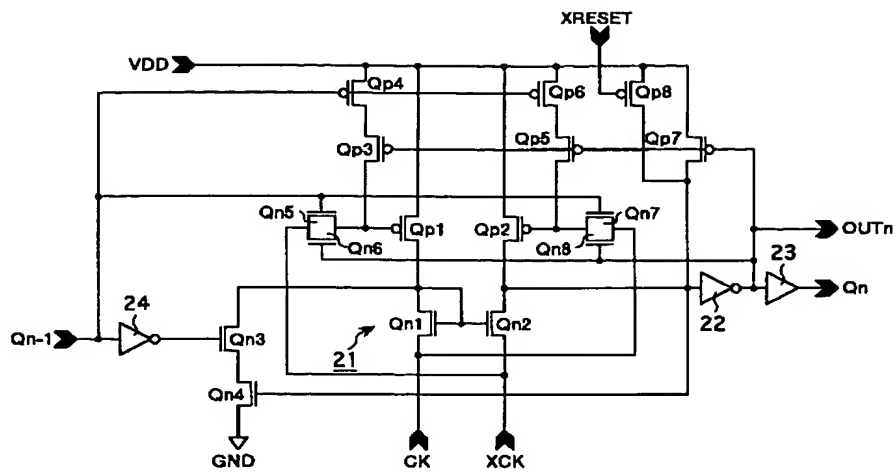 XRESET
VDD
Qp4
Qp6
Qp8
Qp3
Qp5
Qp7
Qn5
Qn6
Qp1
Qp2
Qn7
Qn8
OUTn
23
Qn
22
24
Qn-1
Qn3
21
Qn1
Qn2
Qn4
GND
CK
XCK